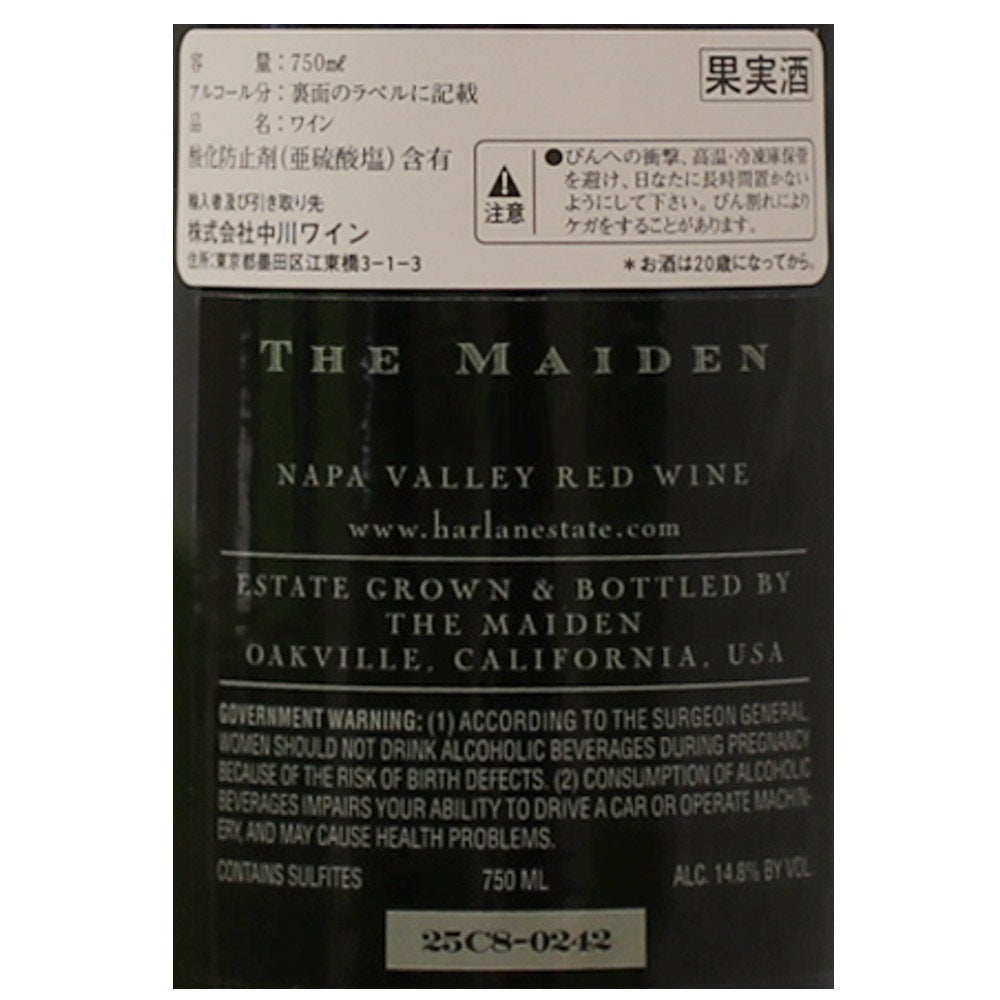 容　量：750㎖
果実酒
アルコール分：裏面のラベルに記載
品　名：ワイン
酸化防止剤（亜硫酸塩）含有
輸入者及び引き取り先
株式会社中川ワイン
住所：東京都墨田区江東橋3-1-3
注意
●びんへの衝撃、高温・冷凍庫保管
を避け、日なたに長時間置かない
ようにして下さい。びん割れにより
ケガをすることがあります。
＊お酒は20歳になってから。
THE MAIDEN
NAPA VALLEY RED WINE
www.harlanestate.com
ESTATE GROWN & BOTTLED BY
THE MAIDEN
OAKVILLE, CALIFORNIA, USA
GOVERNMENT WARNING: (1) ACCORDING TO THE SURGEON GENERAL,
WOMEN SHOULD NOT DRINK ALCOHOLIC BEVERAGES DURING PREGNANCY
BECAUSE OF THE RISK OF BIRTH DEFECTS. (2) CONSUMPTION OF ALCOHOLIC
BEVERAGES IMPAIRS YOUR ABILITY TO DRIVE A CAR OR OPERATE MACHIN-
ERY, AND MAY CAUSE HEALTH PROBLEMS.
CONTAINS SULFITES 750 ML ALC. 14.8% BY VOL.
25C8-0242